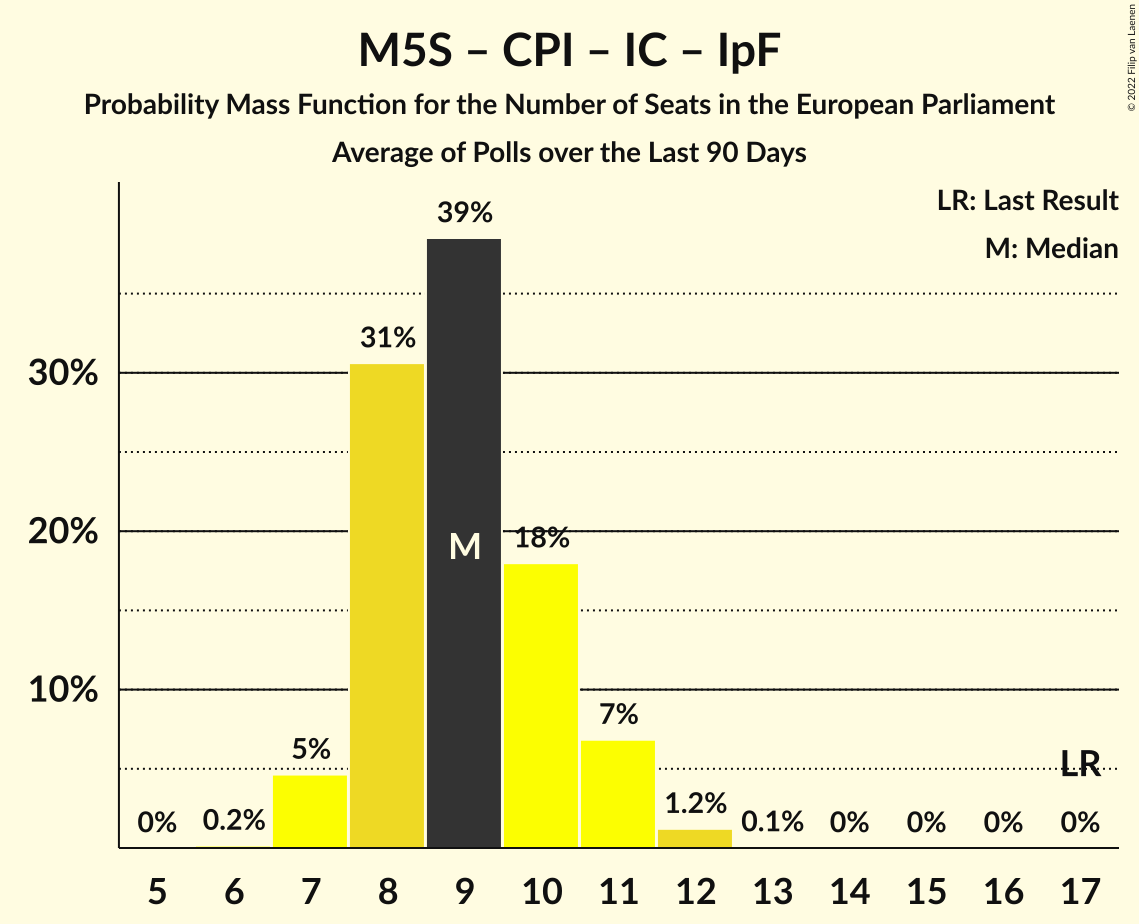 M5S – CPI – IC – IpF
Probability Mass Function for the Number of Seats in the European Parliament
Average of Polls over the Last 90 Days
© 2022 Filip van Laenen
LR: Last Result
M: Median
39%
31%
30%
20%
18%
M
10%
7%
5%
LR
1.2%
0%
0.2%
0.1%
0%
0%
0%
0%
5 6 7 8 9 10 11 12 13 14 15 16 17